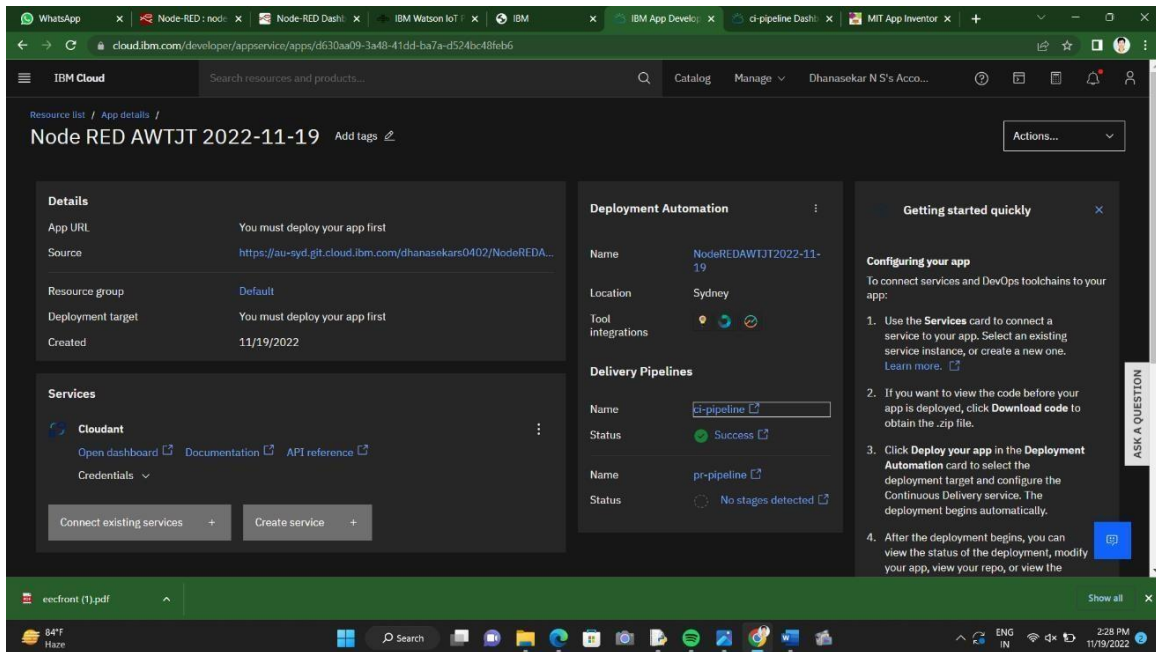 WhatsApp
Node-RED : node
Node-RED Dashb
IBM Watson IoT P
IBM
IBM App Develop
ci-pipeline Dashb
MIT App Inventor
cloud.ibm.com/developer/appservice/apps/d630aa09-3a48-41dd-ba7a-d524bc48feb6
IBM Cloud
Search resources and products...
Catalog
Manage
Dhanasekar N S's Acco...
Resource list / App details /
Node RED AWTJT 2022-11-19
Add tags
Actions...
Details
App URL
You must deploy your app first
Source
https://au-syd.git.cloud.ibm.com/dhanasekars0402/NodeREDA...
Resource group
Default
Deployment target
You must deploy your app first
Created
11/19/2022
Services
Cloudant
Open dashboard
Documentation
API reference
Credentials
Connect existing services +
Create service +
Deployment Automation
Name
NodeREDAWTJT2022-11-
19
Location
Sydney
Tool
integrations
Delivery Pipelines
Name
ci-pipeline
Status
Success
Name
pr-pipeline
Status
No stages detected
Getting started quickly
Configuring your app
To connect services and DevOps toolchains to your
app:
1. Use the Services card to connect a
service to your app. Select an existing
service instance, or create a new one.
Learn more.
2. If you want to view the code before your
app is deployed, click Download code to
obtain the .zip file.
3. Click Deploy your app in the Deployment
Automation card to select the
deployment target and configure the
Continuous Delivery service. The
deployment begins automatically.
4. After the deployment begins, you can
view the status of the deployment, modify
your app, view your repo, or view the
ASK A QUESTION
eecfront (1).pdf
Show all
84°F
Haze
Search
ENG
IN
2:28 PM
11/19/2022
2